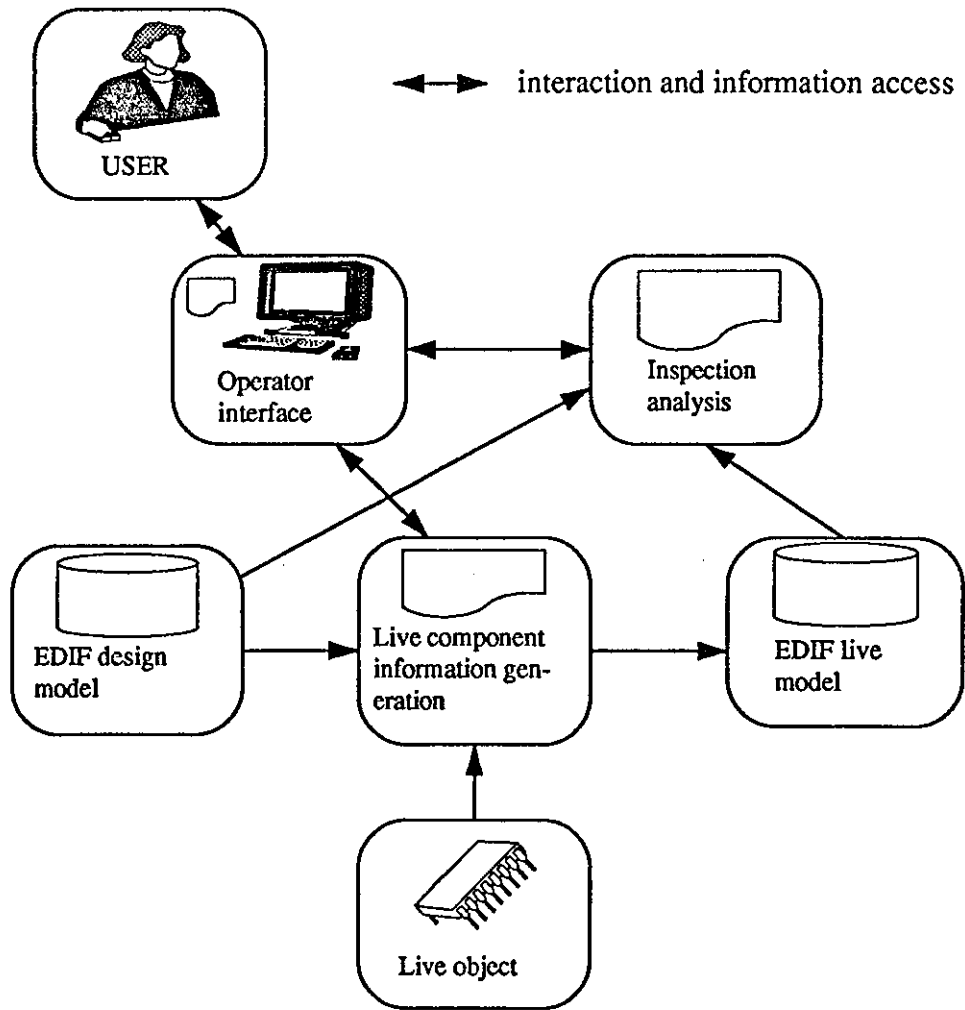 interaction and information access
USER
Operator
interface
Inspection
analysis
EDIF design
model
Live component
information gen-
eration
EDIF live
model
Live object